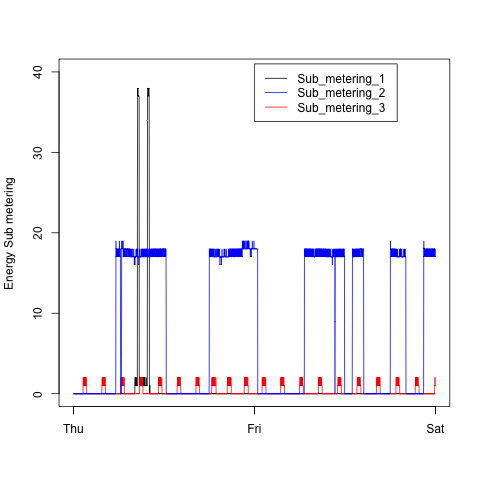 Sub_metering_1
Sub_metering_2
Sub_metering_3
Energy Sub metering
40
30
20
10
0
Thu Fri Sat